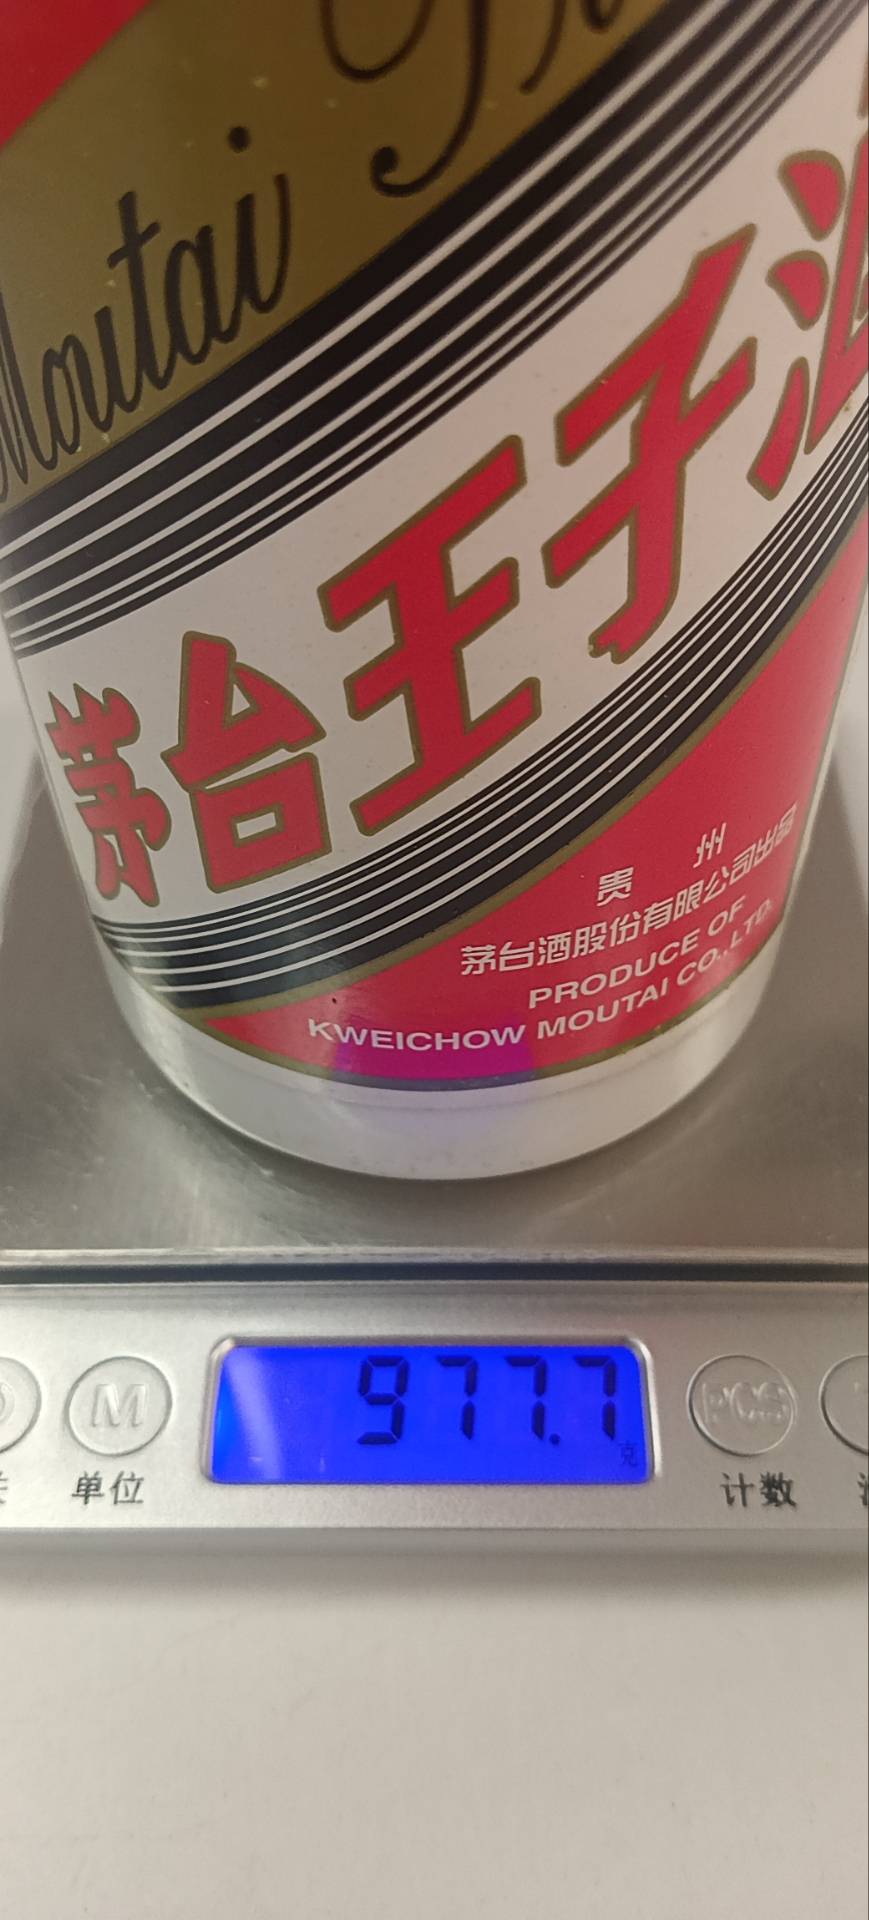 Moutai
茅台王子酒
贵州
茅台酒股份有限公司出品
PRODUCE OF
KWEICHOW MOUTAI CO.,LTD.
977.7
克
M
PCS
单位
计数